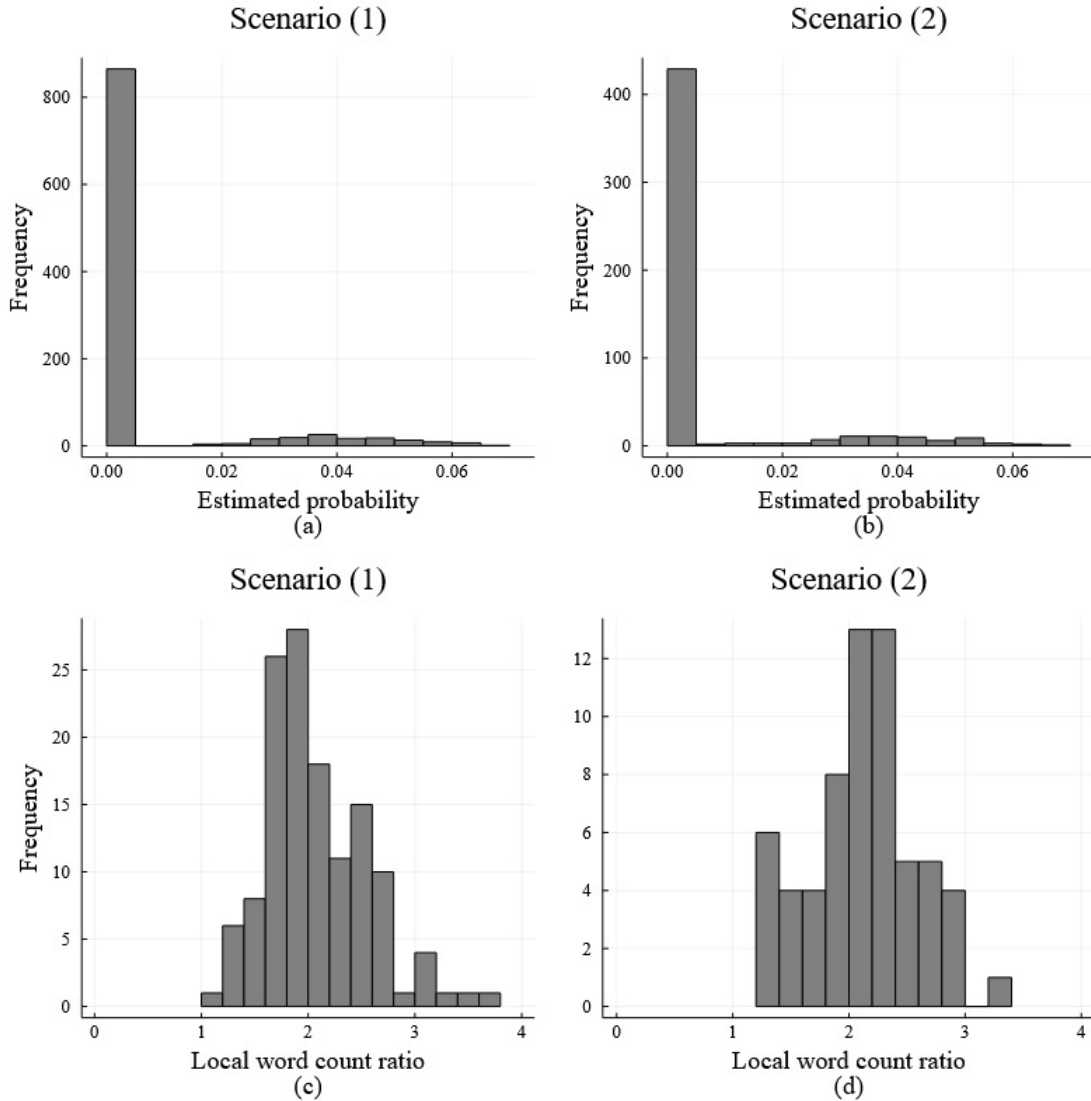 Scenario (1)
Scenario (2)
800
600
400
200
0
Frequency
0.00 0.02 0.04 0.06
Estimated probability
(a)
400
300
200
100
0
Frequency
0.00 0.02 0.04 0.06
Estimated probability
(b)
Scenario (1)
Scenario (2)
25
20
15
10
5
0
Frequency
0 1 2 3 4
Local word count ratio
(c)
12
10
8
6
4
2
0
0 1 2 3 4
Local word count ratio
(d)